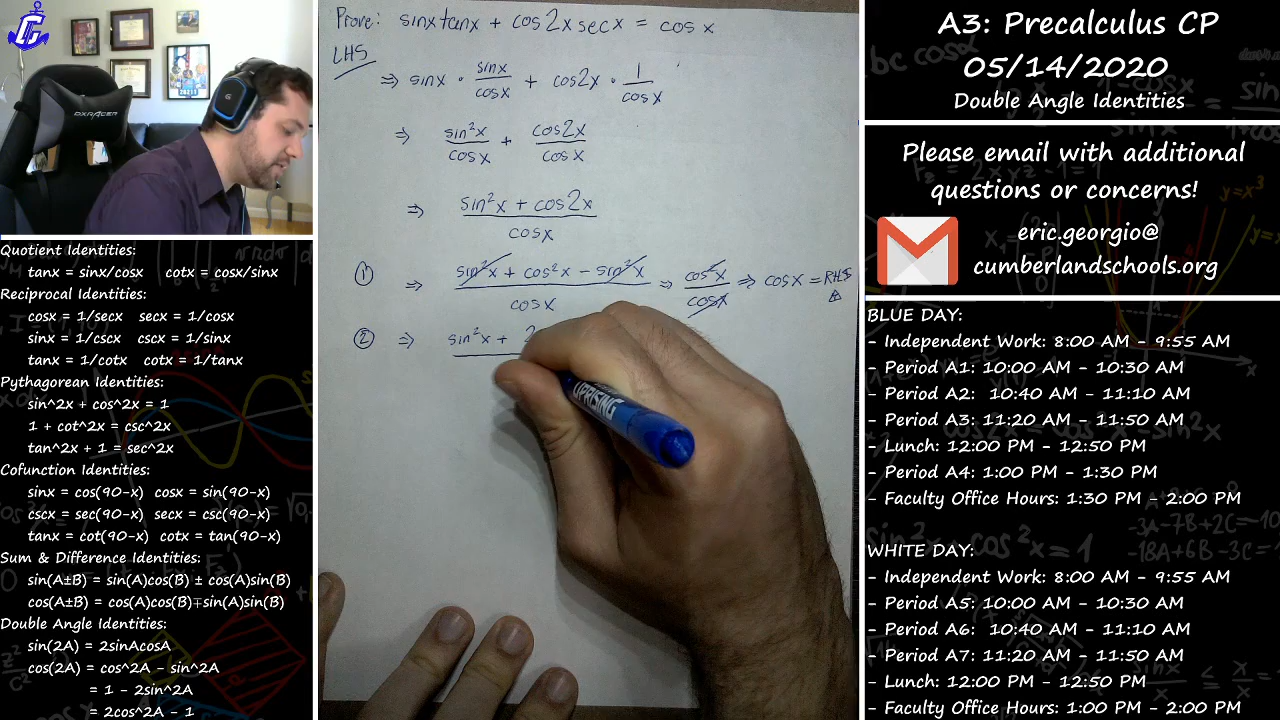 C
DXRACER
Quotient Identities:
tanx = sinx/cosx cotx = cosx/sinx
Reciprocal Identities:
cosx = 1/secx secx = 1/cosx
sinx = 1/cscx cscx = 1/sinx
tanx = 1/cotx cotx = 1/tanx
Pythagorean Identities:
sin^2x + cos^2x = 1
1 + cot^2x = csc^2x
tan^2x + 1 = sec^2x
Cofunction Identities:
sinx = cos(90-x) cosx = sin(90-x)
cscx = sec(90-x) secx = csc(90-x)
tanx = cot(90-x) cotx = tan(90-x)
Sum & Difference Identities:
sin(A±B) = sin(A)cos(B) ± cos(A)sin(B)
cos(A±B) = cos(A)cos(B)∓sin(A)sin(B)
Double Angle Identities:
sin(2A) = 2sinAcosA
cos(2A) = cos^2A - sin^2A
= 1 - 2sin^2A
= 2cos^2A - 1
Prove: sinxtanx + cos2xsecx = cosx
LHS
⇒ sinx · sinx/cosx + cos2x · 1/cosx
⇒ sin²x/cosx + cos2x/cosx
⇒ sin²x + cos2x
cosx
① ⇒ sin²x + cos²x - sin²x ⇒ cos²x ⇒ cosx = RHS
cosx cosx
② ⇒ sin²x + 2
UPRISING
A3: Precalculus CP
05/14/2020
Double Angle Identities
Please email with additional
questions or concerns!
eric.georgio@
cumberlandschools.org
BLUE DAY:
- Independent Work: 8:00 AM - 9:55 AM
- Period A1: 10:00 AM - 10:30 AM
- Period A2: 10:40 AM - 11:10 AM
- Period A3: 11:20 AM - 11:50 AM
- Lunch: 12:00 PM - 12:50 PM
- Period A4: 1:00 PM - 1:30 PM
- Faculty Office Hours: 1:30 PM - 2:00 PM
WHITE DAY:
- Independent Work: 8:00 AM - 9:55 AM
- Period A5: 10:00 AM - 10:30 AM
- Period A6: 10:40 AM - 11:10 AM
- Period A7: 11:20 AM - 11:50 AM
- Lunch: 12:00 PM - 12:50 PM
- Faculty Office Hours: 1:00 PM - 2:00 PM